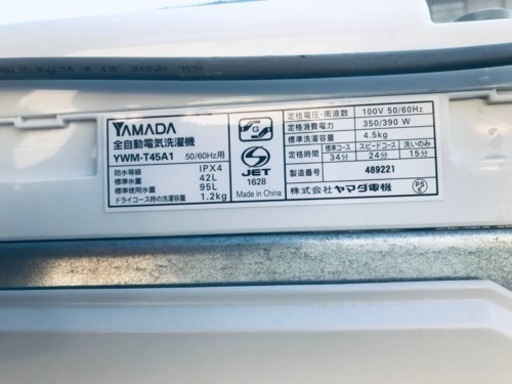 YAMADA
全自動電気洗濯機
YWM-T45A1 50/60Hz用
防水等級 IPX4
標準水量 42L
標準使用水量 95L
ドライコース時の洗濯容量 1.2kg
G
S
JET
1628
Made in China
定格電圧・周波数 100V 50/60Hz
定格消費電力 350/390 W
標準洗濯容量 4.5kg
標準コース スピードコース 洗いのみ
34分 24分 15分
製造番号 489221
株式会社ヤマダ電機
PS
E